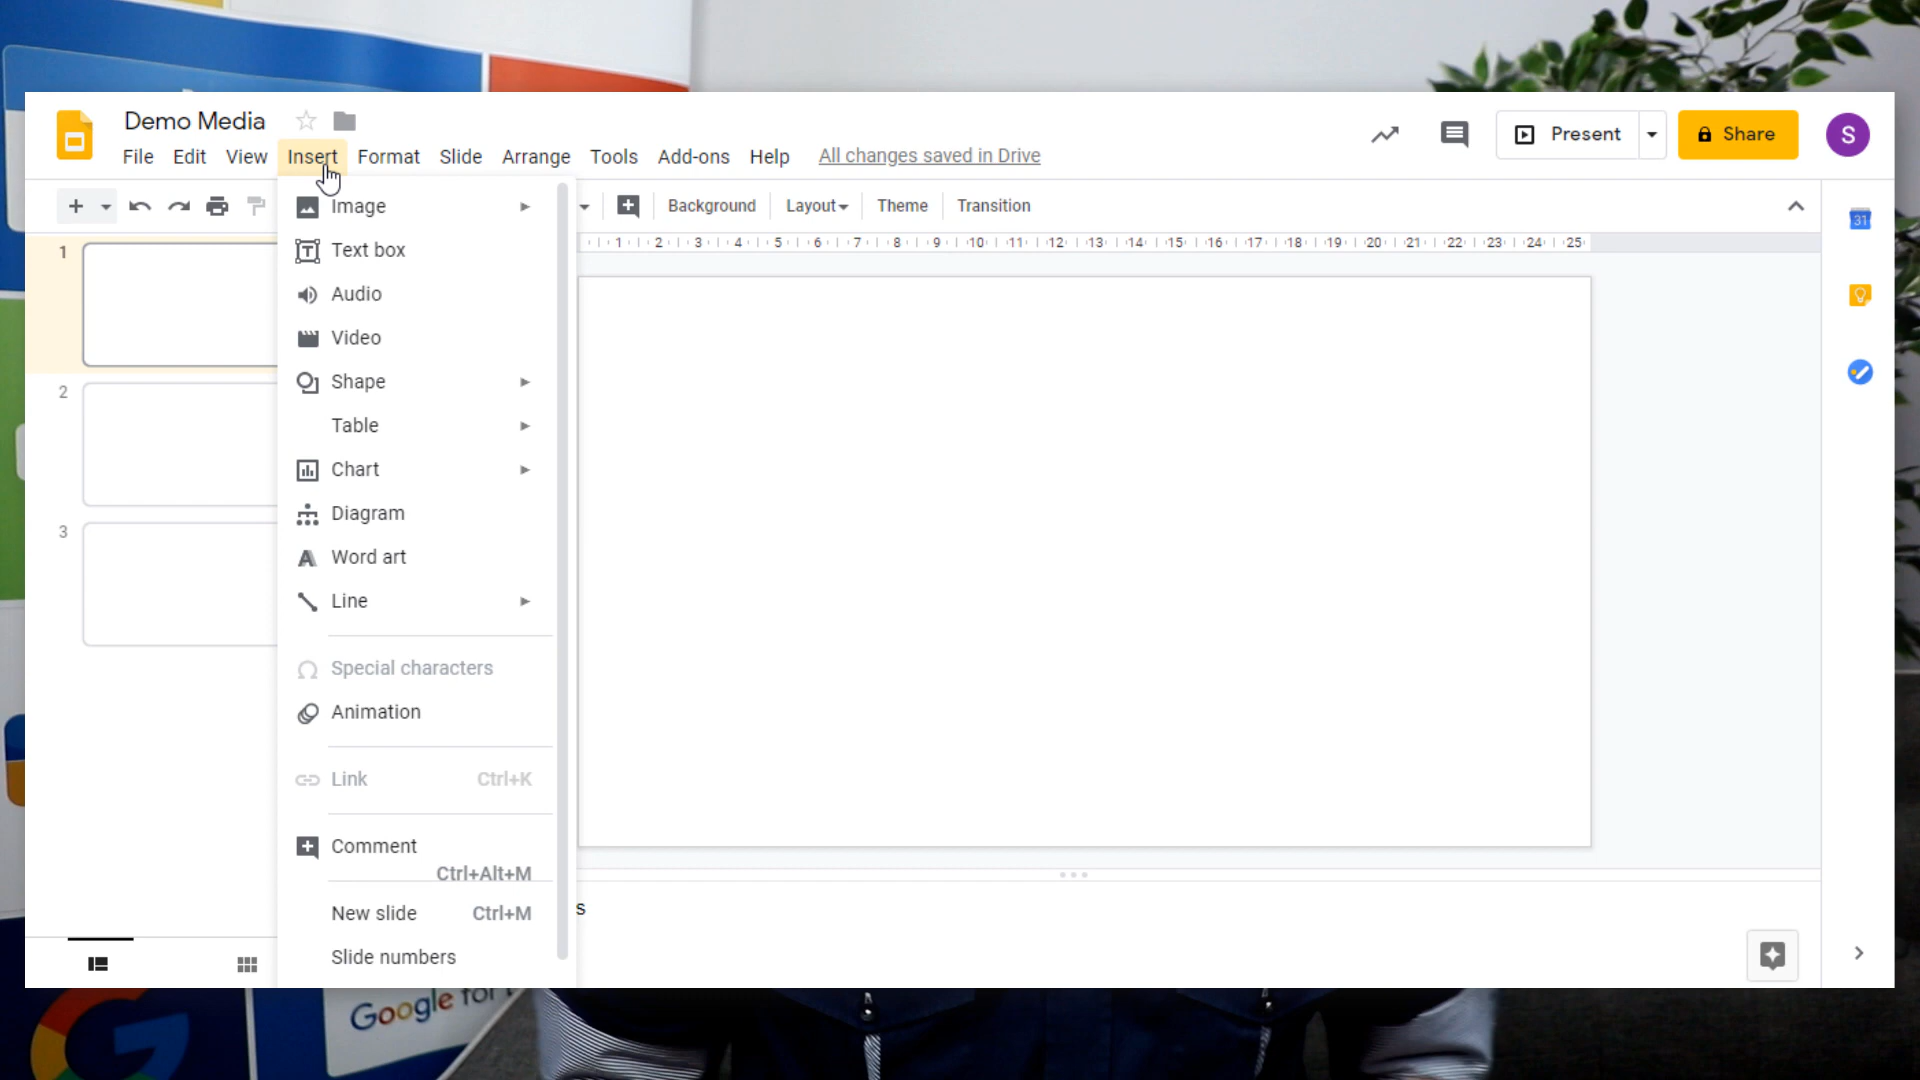 Demo Media
File Edit View Insert Format Slide Arrange Tools Add-ons Help All changes saved in Drive
Present
Share
S
Background Layout Theme Transition
1 2 3 4 5 6 7 8 9 10 11 12 13 14 15 16 17 18 19 20 21 22 23 24 25
31
1
2
3
Image
Text box
Audio
Video
Shape
Table
Chart
Diagram
Word art
Line
Special characters
Animation
Link Ctrl+K
Comment
Ctrl+Alt+M
New slide Ctrl+M
s
Slide numbers
Google for